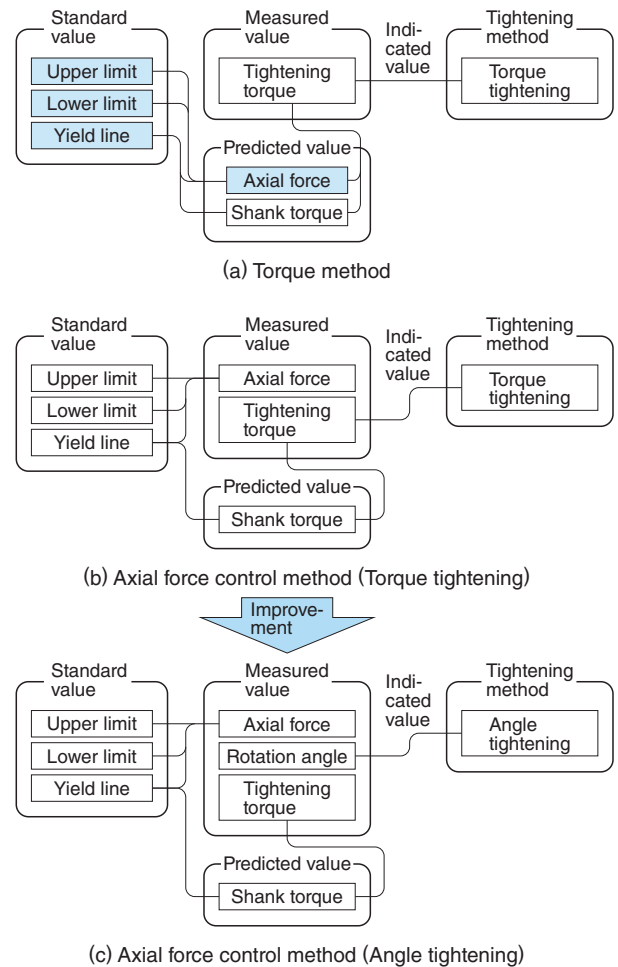 Standard
value
Upper limit
Lower limit
Yield line
Measured
value
Tightening
torque
Indi-
cated
value
Tightening
method
Torque
tightening
Predicted value
Axial force
Shank torque
(a) Torque method
Standard
value
Upper limit
Lower limit
Yield line
Measured
value
Axial force
Tightening
torque
Indi-
cated
value
Tightening
method
Torque
tightening
Predicted value
Shank torque
(b) Axial force control method (Torque tightening)
Improve-
ment
Standard
value
Upper limit
Lower limit
Yield line
Measured
value
Axial force
Rotation angle
Tightening
torque
Indi-
cated
value
Tightening
method
Angle
tightening
Predicted value
Shank torque
(c) Axial force control method (Angle tightening)